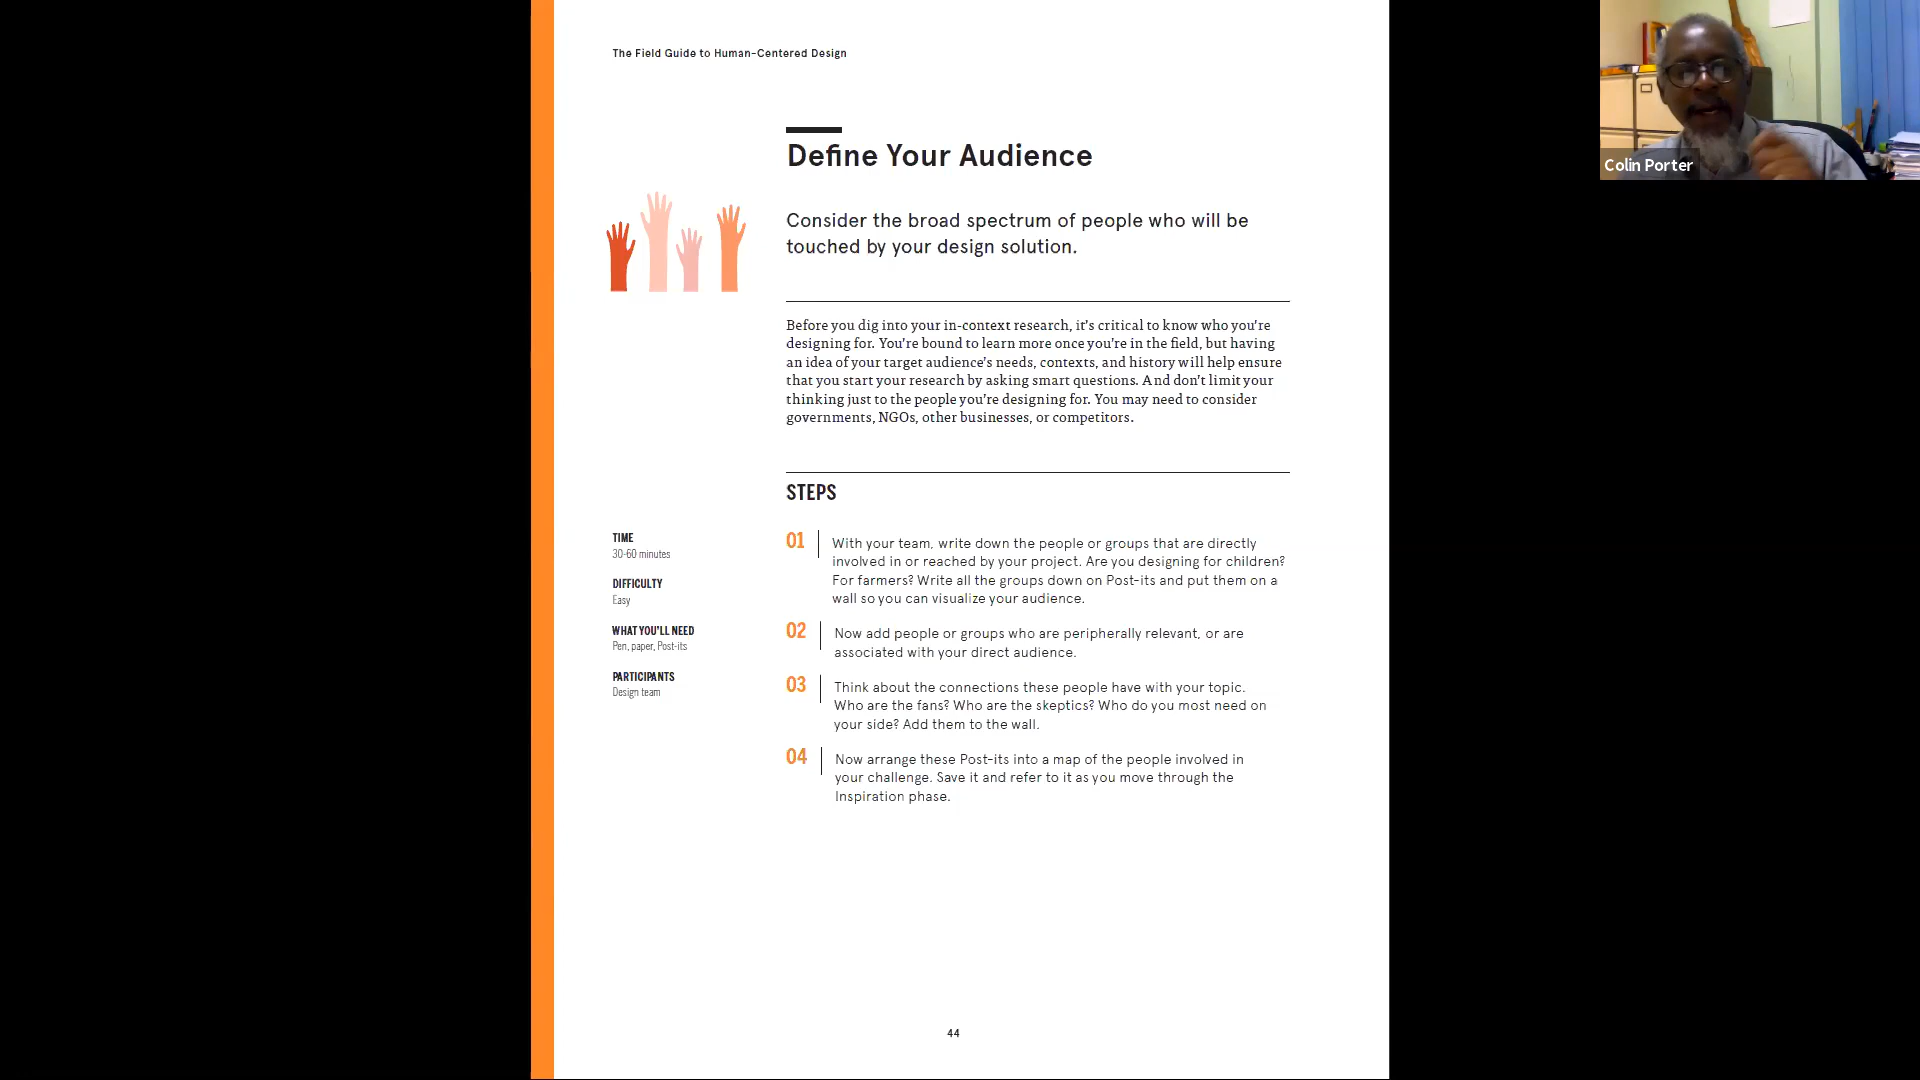 The Field Guide to Human-Centered Design
Define Your Audience
Consider the broad spectrum of people who will be
touched by your design solution.
Before you dig into your in-context research, it's critical to know who you're
designing for. You're bound to learn more once you're in the field, but having
an idea of your target audience's needs, contexts, and history will help ensure
that you start your research by asking smart questions. And don't limit your
thinking just to the people you're designing for. You may need to consider
governments, NGOs, other businesses, or competitors.
STEPS
TIME
30-60 minutes
DIFFICULTY
Easy
WHAT YOU'LL NEED
Pen, paper, Post-its
PARTICIPANTS
Design team
01
With your team, write down the people or groups that are directly
involved in or reached by your project. Are you designing for children?
For farmers? Write all the groups down on Post-its and put them on a
wall so you can visualize your audience.
02
Now add people or groups who are peripherally relevant, or are
associated with your direct audience.
03
Think about the connections these people have with your topic.
Who are the fans? Who are the skeptics? Who do you most need on
your side? Add them to the wall.
04
Now arrange these Post-its into a map of the people involved in
your challenge. Save it and refer to it as you move through the
Inspiration phase.
44
Colin Porter